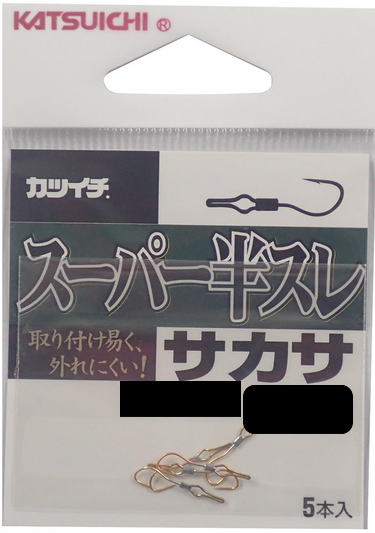 KATSUICHI®
カツイチ.
スーパー半スレ
取り付け易く、
外れにくい!
サカサ
5本入